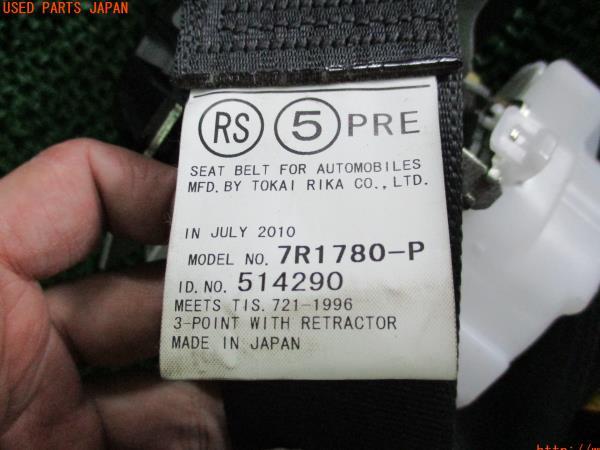 USED PARTS JAPAN
RS 5 PRE
SEAT BELT FOR AUTOMOBILES
MFD. BY TOKAI RIKA CO., LTD.
IN JULY 2010
MODEL NO. 7R1780-P
ID. NO. 514290
MEETS TIS. 721-1996
3-POINT WITH RETRACTOR
MADE IN JAPAN